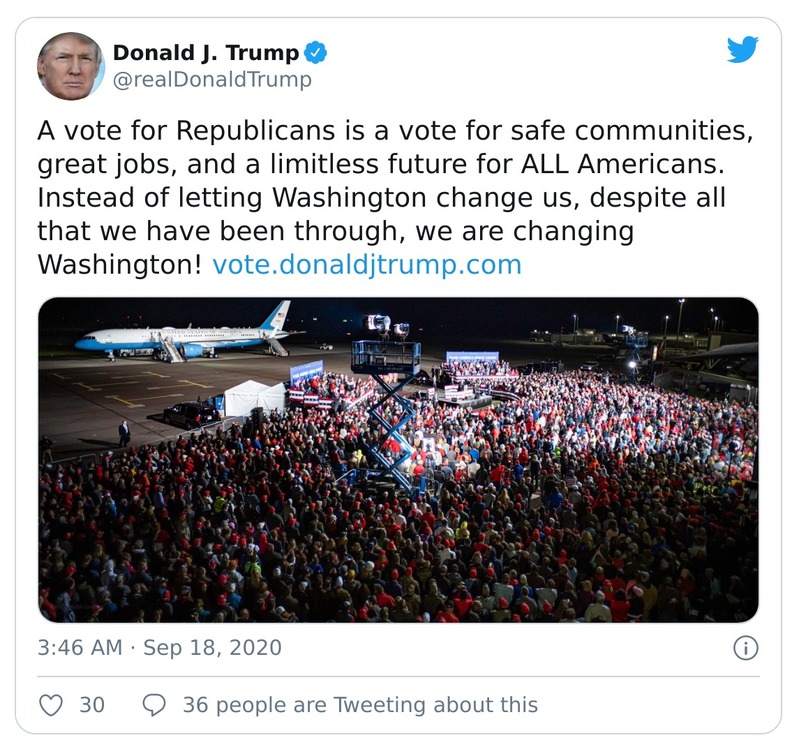 Donald J. Trump
@realDonaldTrump
A vote for Republicans is a vote for safe communities,
great jobs, and a limitless future for ALL Americans.
Instead of letting Washington change us, despite all
that we have been through, we are changing
Washington! vote.donaldjtrump.com
3:46 AM · Sep 18, 2020
30
36 people are Tweeting about this